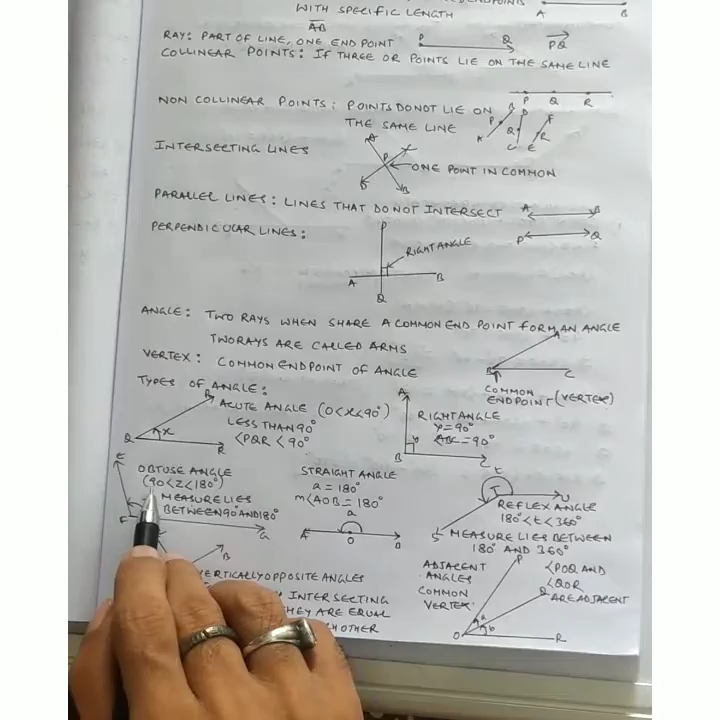 ENDPOINTS
WITH SPECIFIC LENGTH
AB
A B
RAY: PART OF LINE, ONE END POINT
P Q PQ
COLLINEAR POINTS: IF THREE OR POINTS LIE ON THE SAME LINE
P Q R
NON COLLINEAR POINTS: POINTS DO NOT LIE ON
THE SAME LINE
P B A D Q C F R E
INTERSECTING LINES
A P B
ONE POINT IN COMMON
PARALLEL LINES: LINES THAT DO NOT INTERSECT
A B
P Q
PERPENDICULAR LINES:
P
RIGHT ANGLE
A B
Q
ANGLE: TWO RAYS WHEN SHARE A COMMON END POINT FORM AN ANGLE
TWO RAYS ARE CALLED ARMS
VERTEX: COMMON ENDPOINT OF ANGLE
A
B C
COMMON
ENDPOINT (VERTEX)
TYPES OF ANGLE:
ACUTE ANGLE (0<x<90°)
LESS THAN 90°
<PQR < 90°
Q x R
A
RIGHT ANGLE
y=90°
<ABC=90°
B y C
E
OBTUSE ANGLE
(90<z<180°)
MEASURE LIES
BETWEEN 90° AND 180°
F G
STRAIGHT ANGLE
a = 180°
m<AOB = 180°
a
A O B
t
T U
S
REFLEX ANGLE
180°<t<360°
MEASURE LIES BETWEEN
180° AND 360°
B
VERTICALLY OPPOSITE ANGLES
INTERSECTING
THEY ARE EQUAL
OTHER
ADJACENT
ANGLES
COMMON
VERTEX
P
<POQ AND
<QOR
ARE ADJACENT
Q
a
b
O R